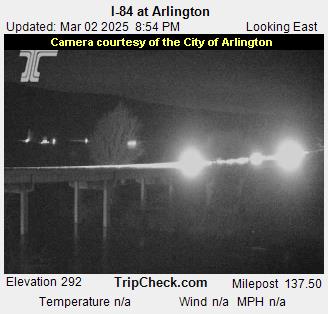 I-84 at Arlington
Updated: Mar 02 2025 8:54 PM Looking East
Camera courtesy of the City of Arlington
Elevation 292 TripCheck.com Milepost 137.50
Temperature n/a Wind n/a MPH n/a